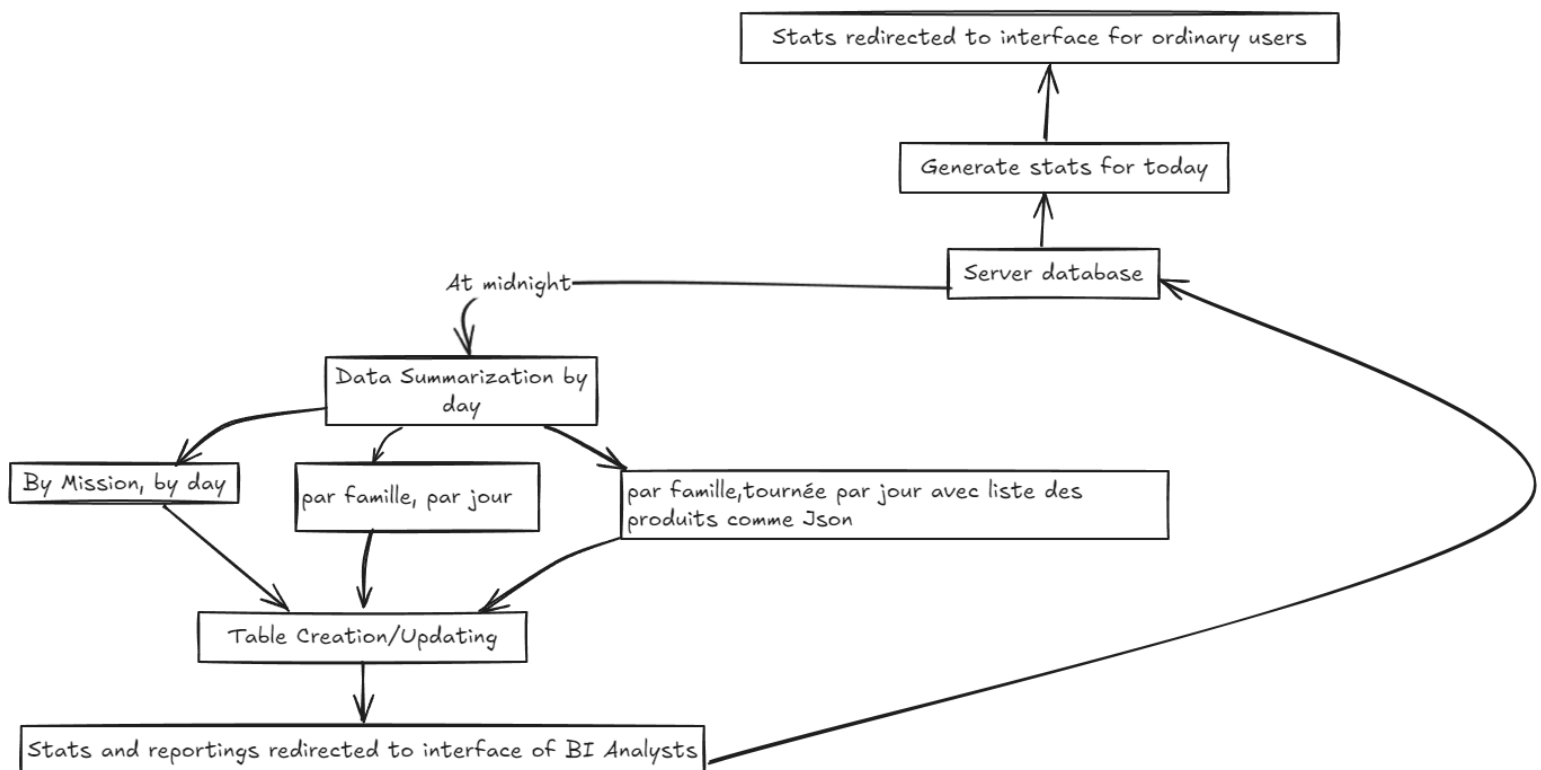 Stats redirected to interface for ordinary users
Generate stats for today
Server database
At midnight
Data Summarization by
day
By Mission, by day
par famille, par jour
par famille,tournée par jour avec liste des
produits comme Json
Table Creation/Updating
Stats and reportings redirected to interface of BI Analysts